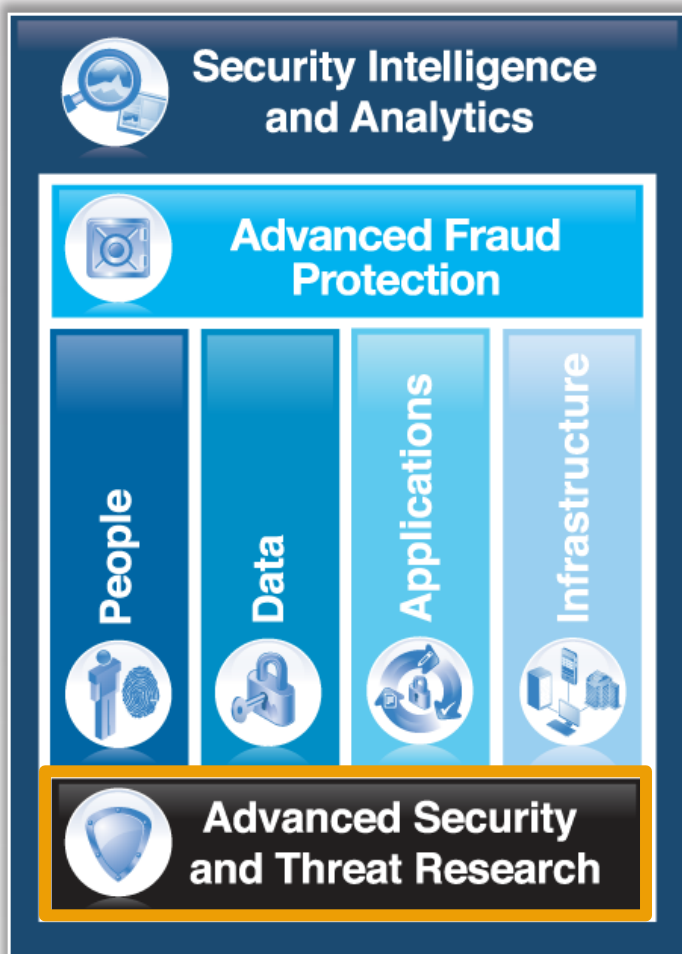 Security Intelligence
and Analytics
Advanced Fraud
Protection
People
Data
Applications
Infrastructure
Advanced Security
and Threat Research